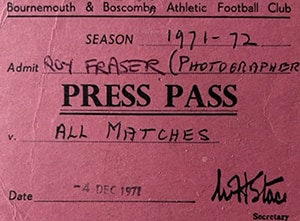 Bournemouth & Boscombe Athletic Football Club
SEASON 1971-72
Admit ROY FRASER (PHOTOGRAPHER
PRESS PASS
v. ALL MATCHES
Date -4 DEC 1971
Secretary